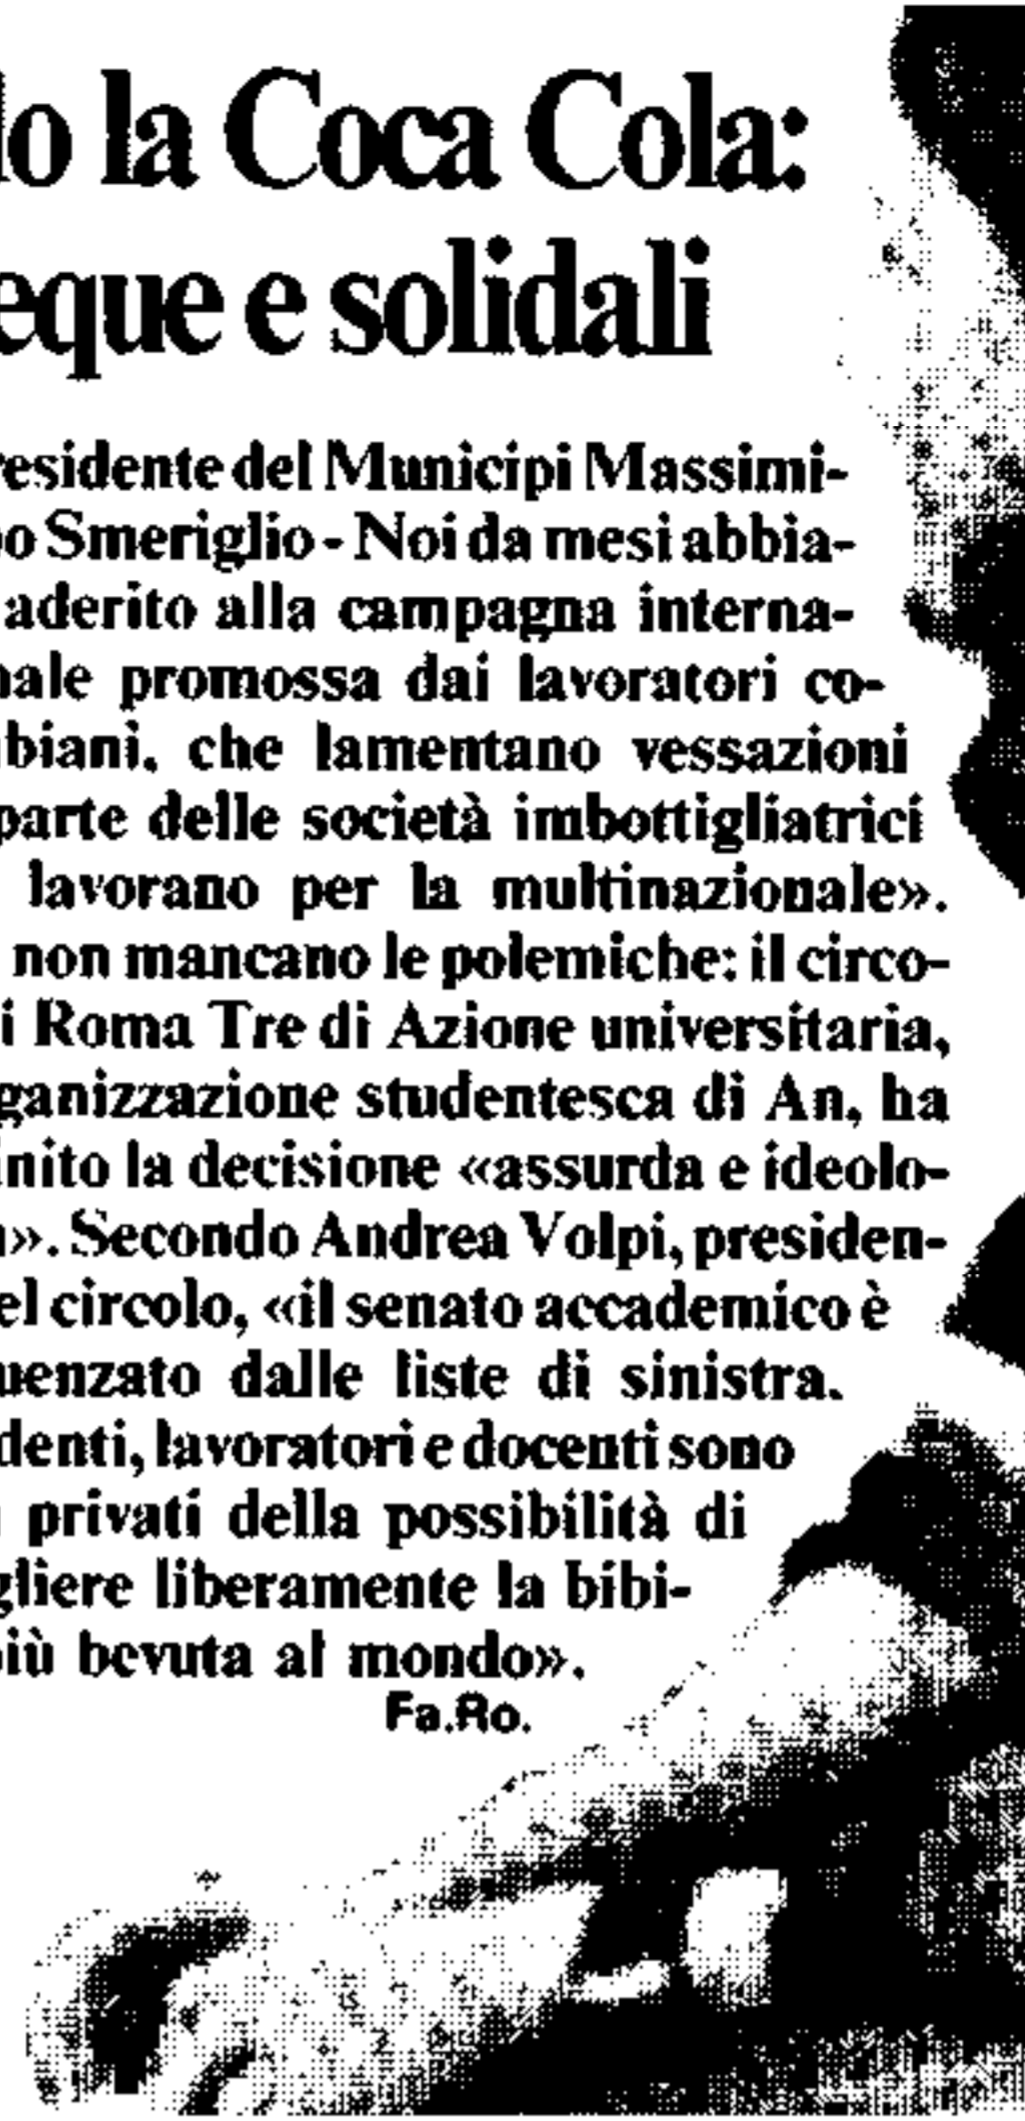 lo la Coca Cola:
eque e solidali
residente del Municipi Massimi-
o Smeriglio - Noi da mesi abbia-
aderito alla campagna interna-
nale promossa dai lavoratori co-
biani, che lamentano vessazioni
parte delle società imbottigliatrici
lavorano per la multinazionale».
non mancano le polemiche: il circo-
i Roma Tre di Azione universitaria,
ganizzazione studentesca di An, ha
inito la decisione «assurda e ideolo-
a». Secondo Andrea Volpi, presiden-
el circolo, «il senato accademico è
uenzato dalle liste di sinistra.
denti, lavoratori e docenti sono
privati della possibilità di
gliere liberamente la bibi-
più bevuta al mondo».
Fa.Ro.